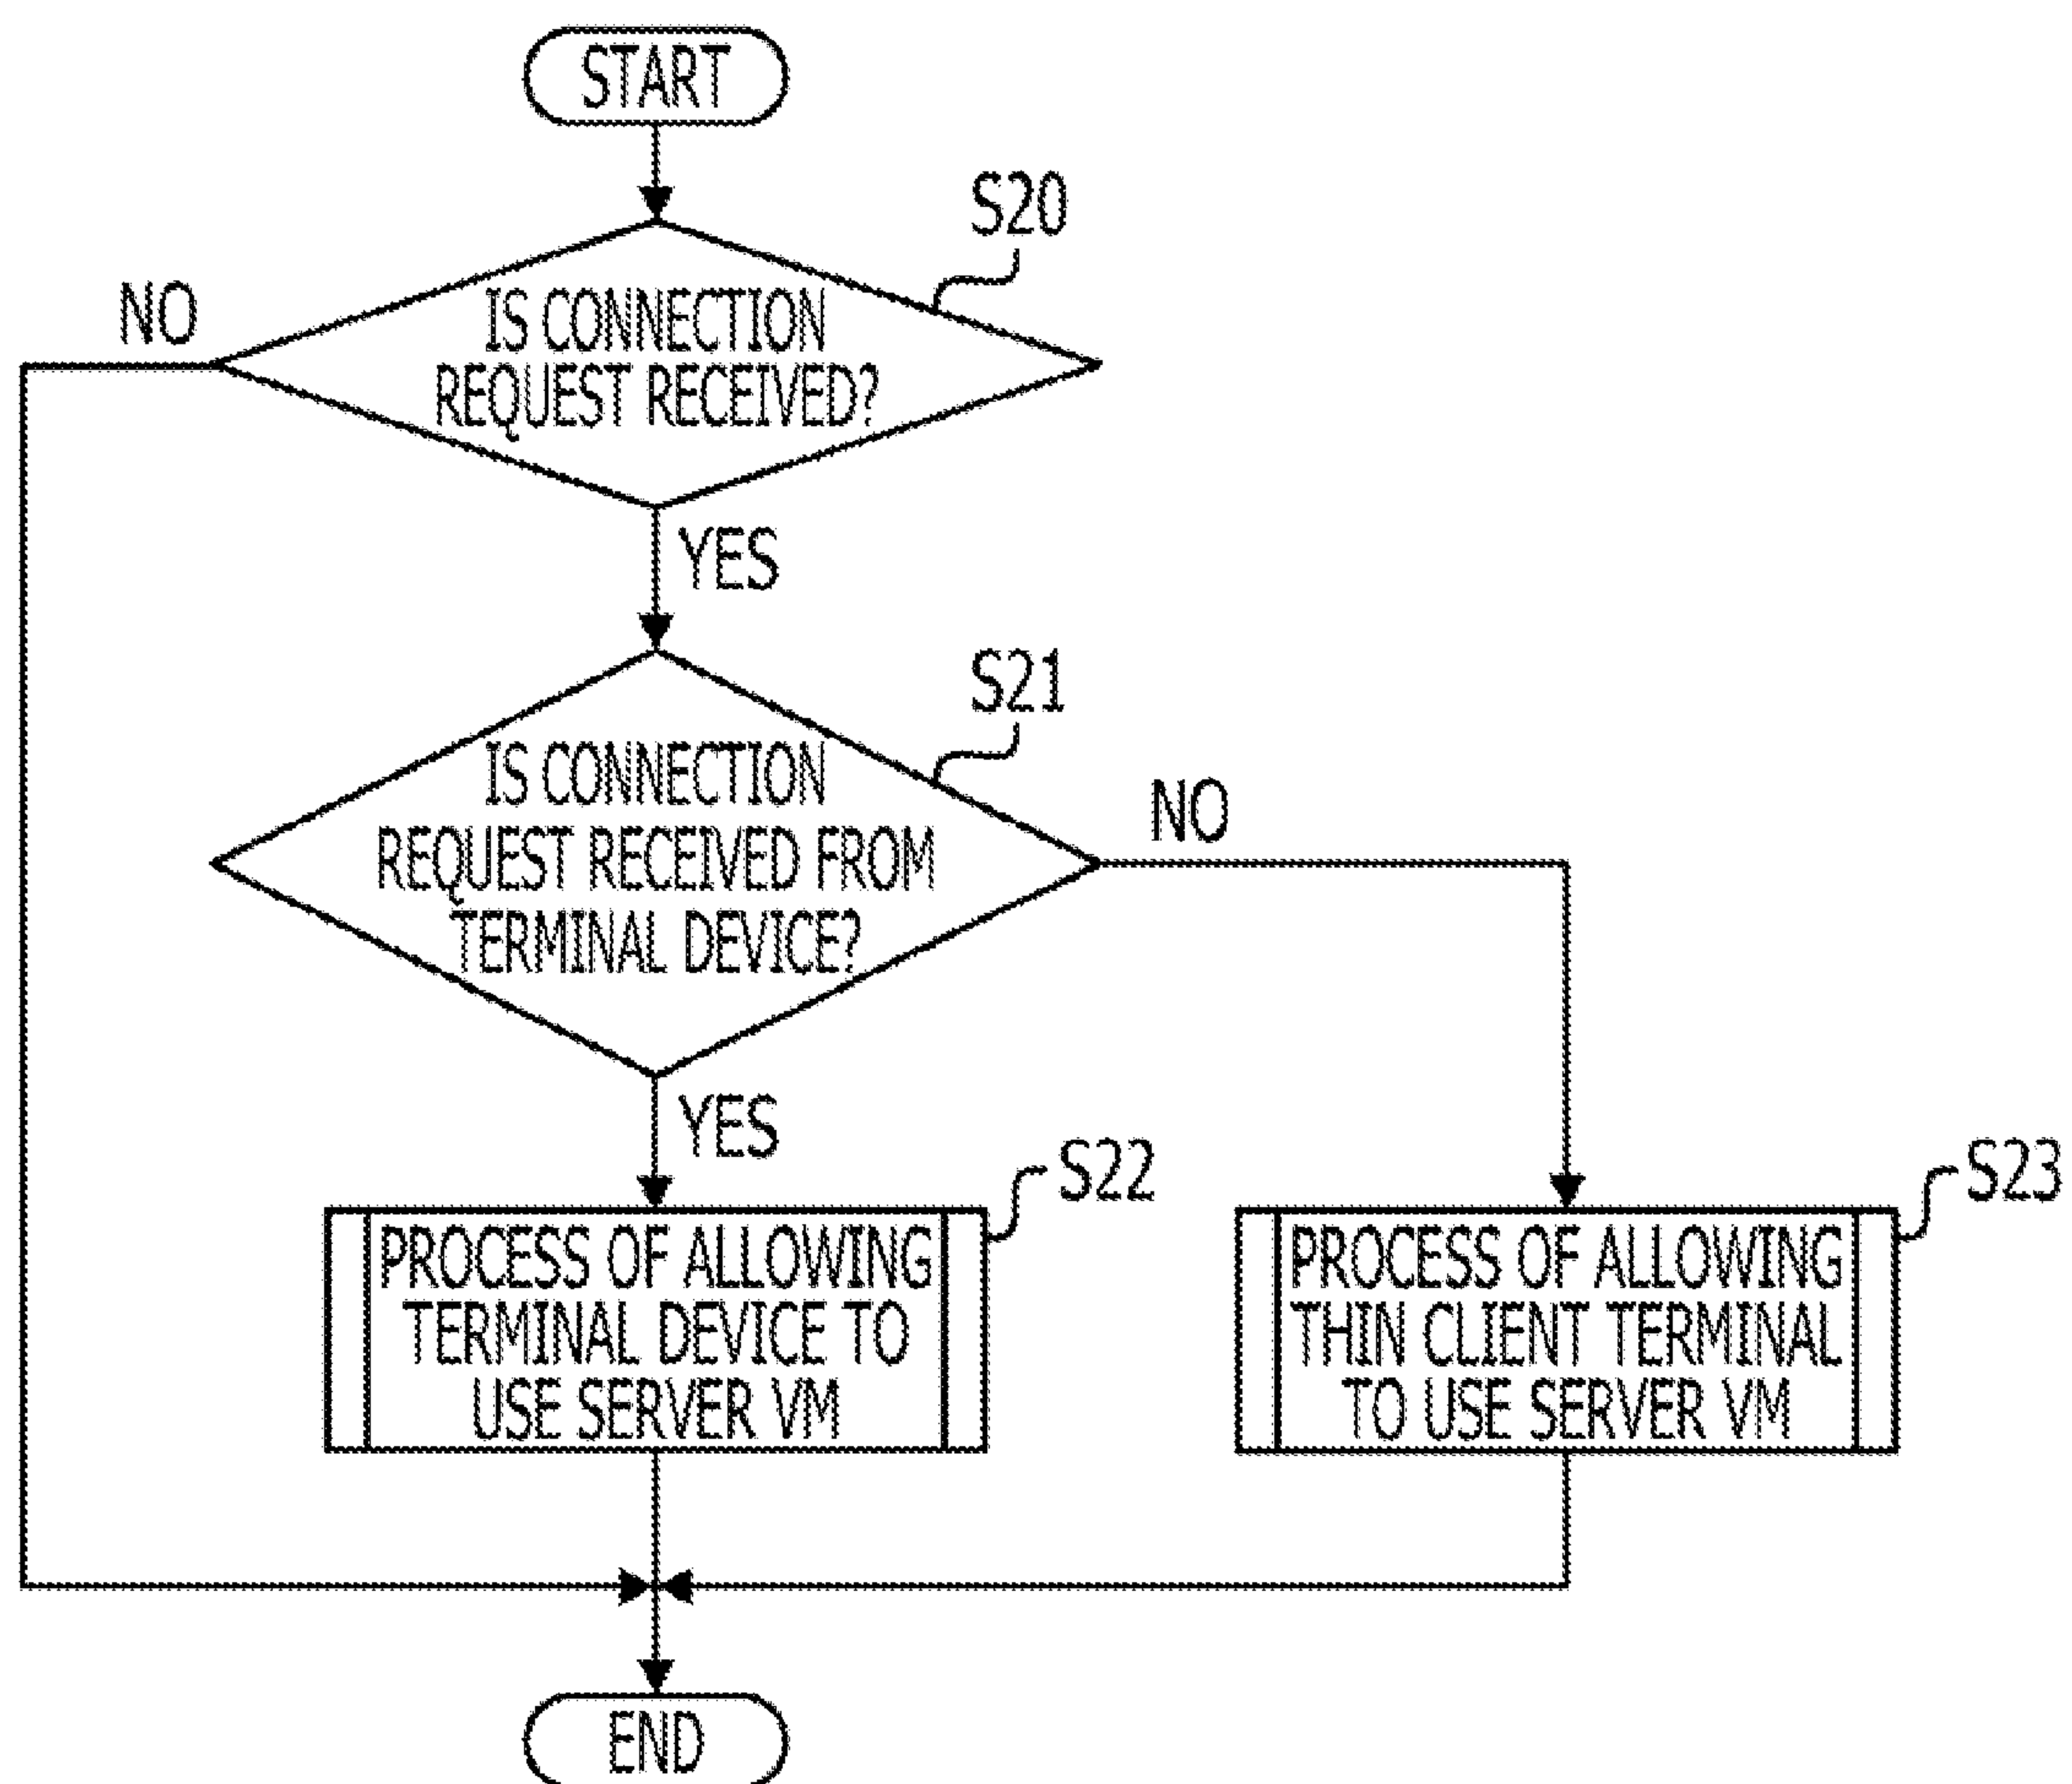 START
S20
NO
IS CONNECTION
REQUEST RECEIVED?
YES
S21
IS CONNECTION
REQUEST RECEIVED FROM
TERMINAL DEVICE?
NO
YES
S22
PROCESS OF ALLOWING
TERMINAL DEVICE TO
USE SERVER VM
S23
PROCESS OF ALLOWING
THIN CLIENT TERMINAL
TO USE SERVER VM
END